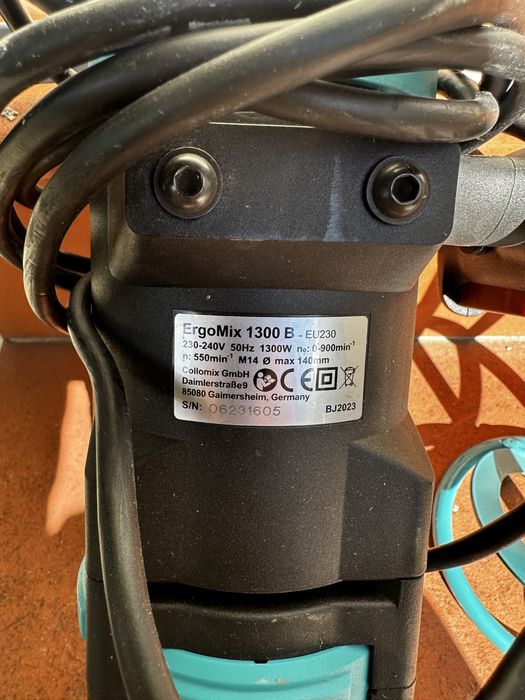 ErgoMix 1300 B - EU230
230-240V 50Hz 1300W n₀: 0-900min⁻¹
n: 550min⁻¹ M14 Ø max 140mm
Collomix GmbH
Daimlerstraße9
85080 Gaimersheim, Germany
S/N: 06231605 BJ2023